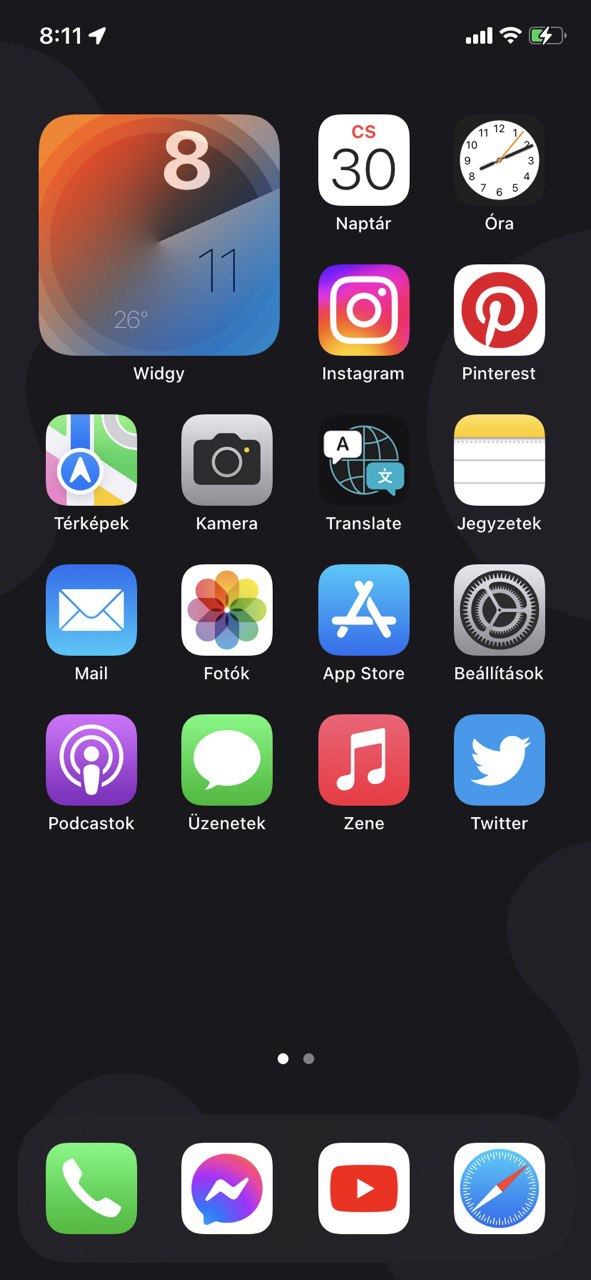 8:11
8
11
26°
Widgy
CS
30
Naptár
12
1
2
3
4
5
6
7
8
9
10
11
Óra
Instagram
Pinterest
Térképek
Kamera
A
文
Translate
Jegyzetek
Mail
Fotók
App Store
Beállítások
Podcastok
Üzenetek
Zene
Twitter